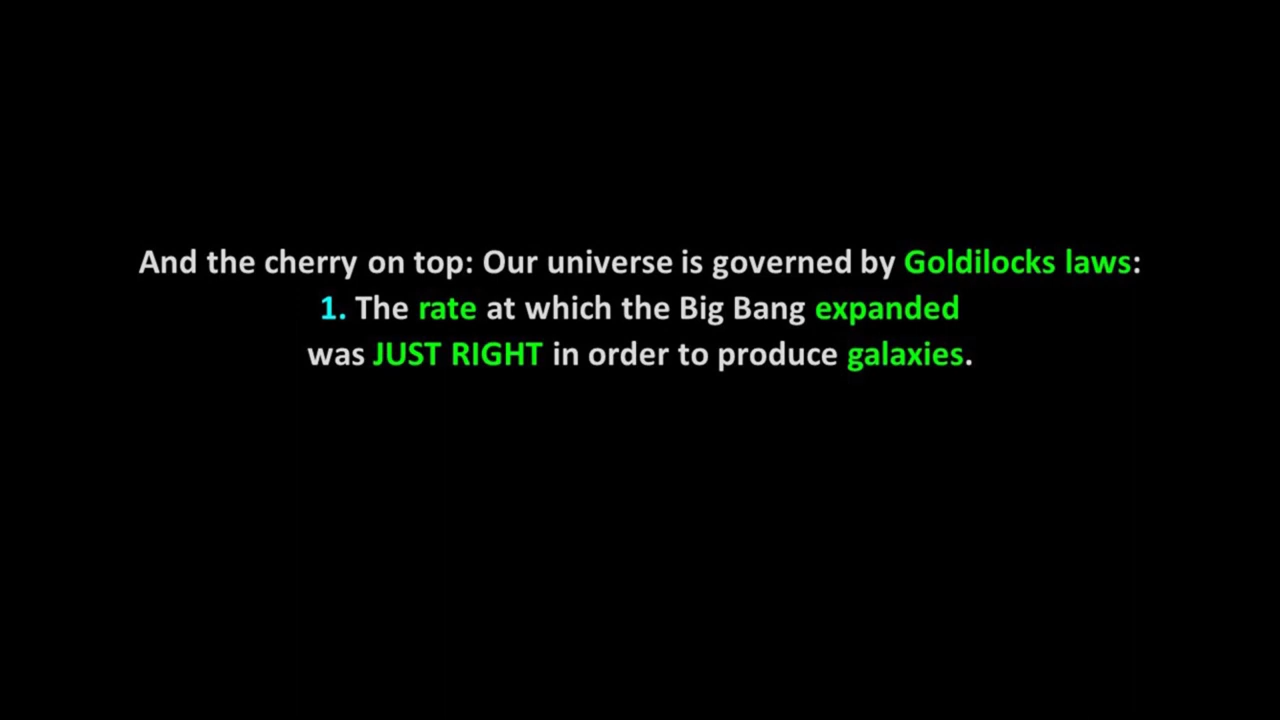 And the cherry on top: Our universe is governed by Goldilocks laws:
1. The rate at which the Big Bang expanded
was JUST RIGHT in order to produce galaxies.